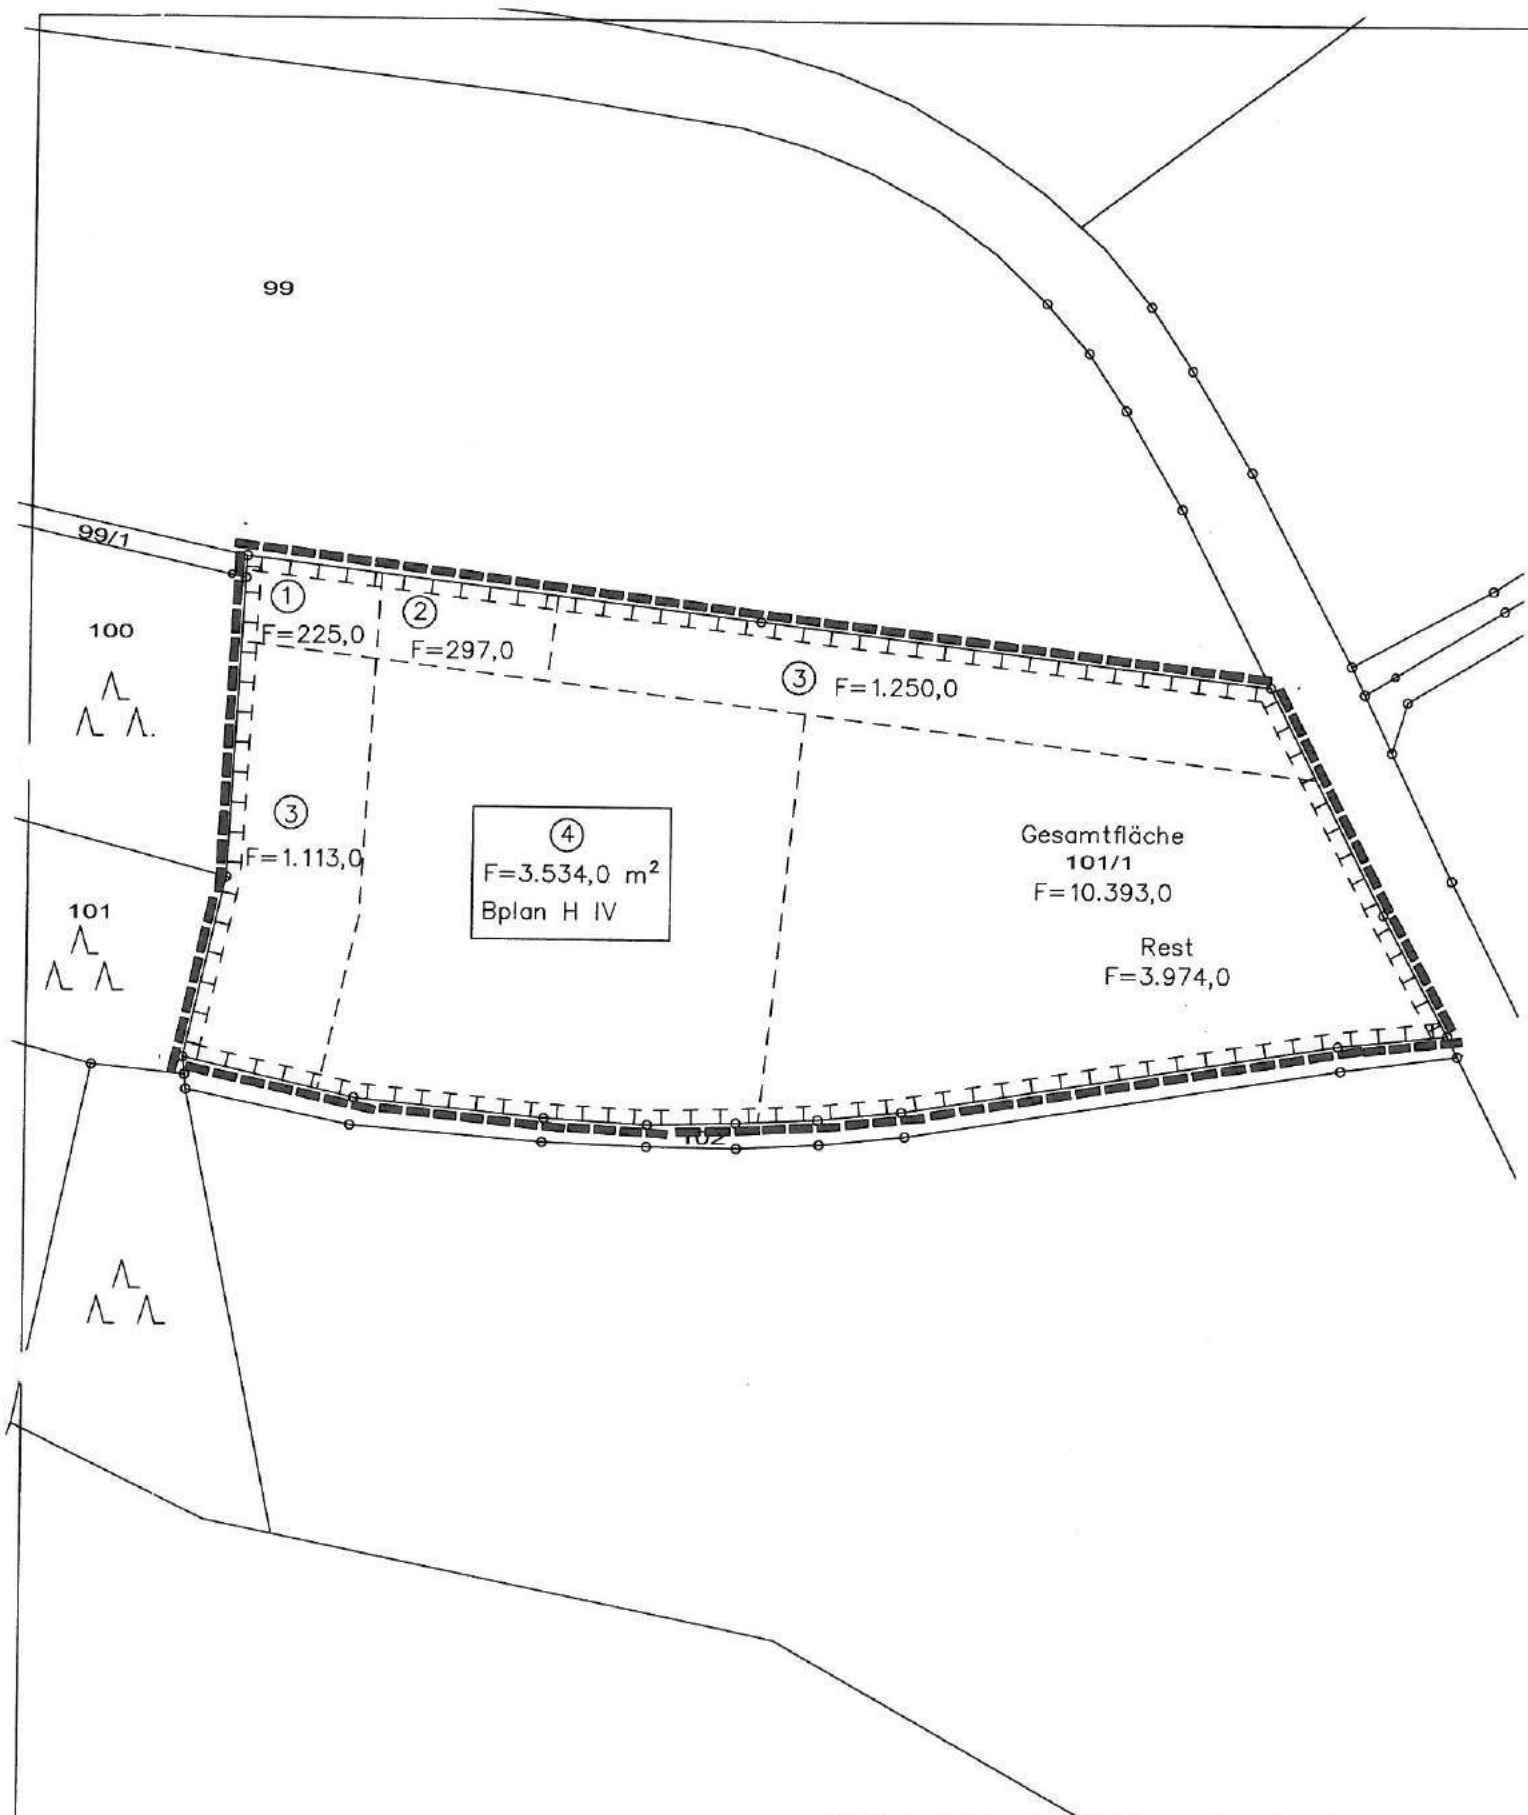 99
99/1
①
F=225,0
②
F=297,0
100
③
F=1.250,0
③
F=1.113,0
④
F=3.534,0 m²
Bplan H IV
Gesamtfläche
101/1
F=10.393,0
101
Rest
F=3.974,0
102